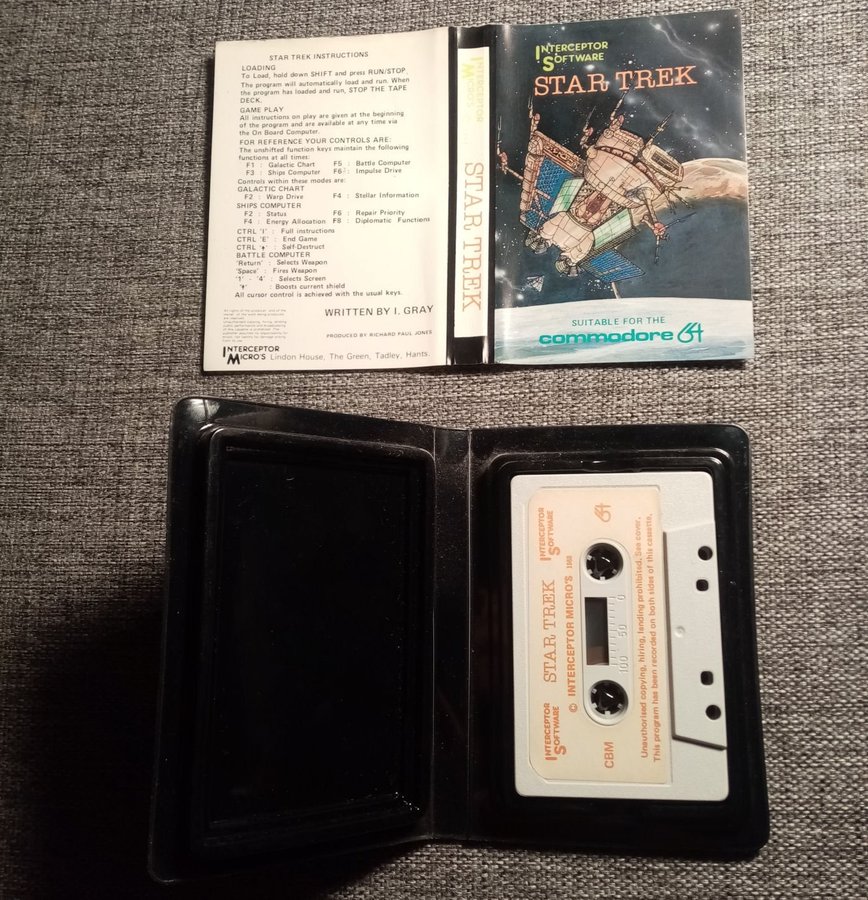 STAR TREK INSTRUCTIONS
LOADING
To Load, hold down SHIFT and press RUN/STOP.
The program will automatically load and run. When
the program has loaded and run, STOP THE TAPE
DECK.
GAME PLAY
All instructions on play are given at the beginning
of the program and are available at any time via
the On Board Computer.
FOR REFERENCE YOUR CONTROLS ARE:
The unshifted function keys maintain the following
functions at all times:
F1 : Galactic Chart F5 : Battle Computer
F3 : Ships Computer F6 : Impulse Drive
Controls within these modes are:
GALACTIC CHART
F2 : Warp Drive F4 : Stellar Information
SHIPS COMPUTER
F2 : Status F6 : Repair Priority
F4 : Energy Allocation F8 : Diplomatic Functions
CTRL 'I' : Full instructions
CTRL 'E' : End Game
CTRL '↑' : Self-Destruct
BATTLE COMPUTER
'Return' : Selects Weapon
'Space' : Fires Weapon
'1' - '4' : Selects Screen
'↑' : Boosts current shield
All cursor control is achieved with the usual keys.
WRITTEN BY I. GRAY
PRODUCED BY RICHARD PAUL JONES
INTERCEPTOR
MICRO'S Lindon House, The Green, Tadley, Hants.
INTERCEPTOR
MICRO'S
STAR TREK
INTERCEPTOR
SOFTWARE
STAR TREK
SUITABLE FOR THE
commodore 64
INTERCEPTOR
SOFTWARE
STAR TREK
INTERCEPTOR
SOFTWARE
© INTERCEPTOR MICRO'S
CBM
64
100 50 0
Unauthorised copying, hiring, lending prohibited. See cover.
This program has been recorded on both sides of this cassette.